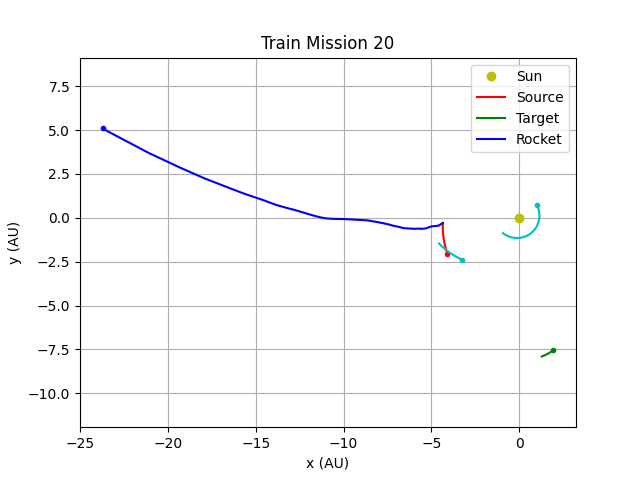 Train Mission 20
Sun
Source
Target
Rocket
7.5
5.0
2.5
0.0
−2.5
−5.0
−7.5
−10.0
y (AU)
−25 −20 −15 −10 −5 0
x (AU)